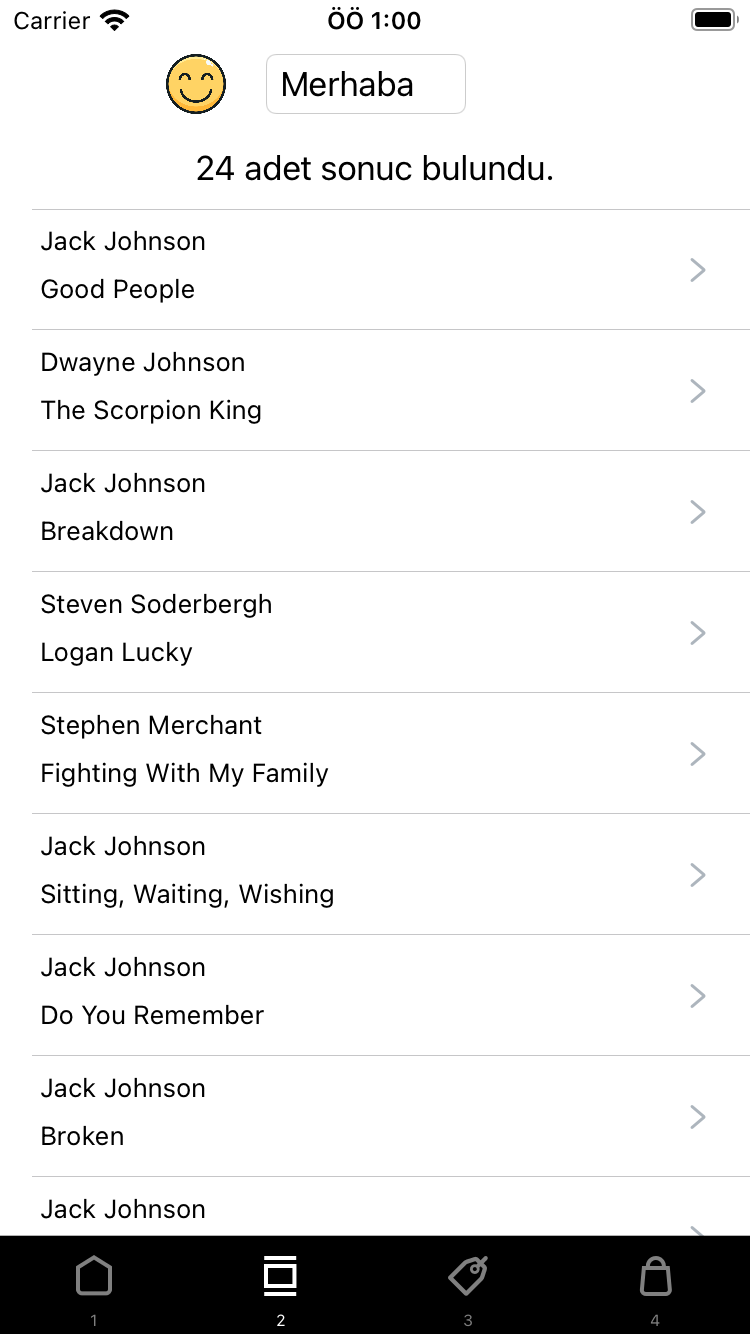 Carrier ÖÖ 1:00
Merhaba
24 adet sonuc bulundu.
Jack Johnson
Good People
Dwayne Johnson
The Scorpion King
Jack Johnson
Breakdown
Steven Soderbergh
Logan Lucky
Stephen Merchant
Fighting With My Family
Jack Johnson
Sitting, Waiting, Wishing
Jack Johnson
Do You Remember
Jack Johnson
Broken
Jack Johnson
1 2 3 4